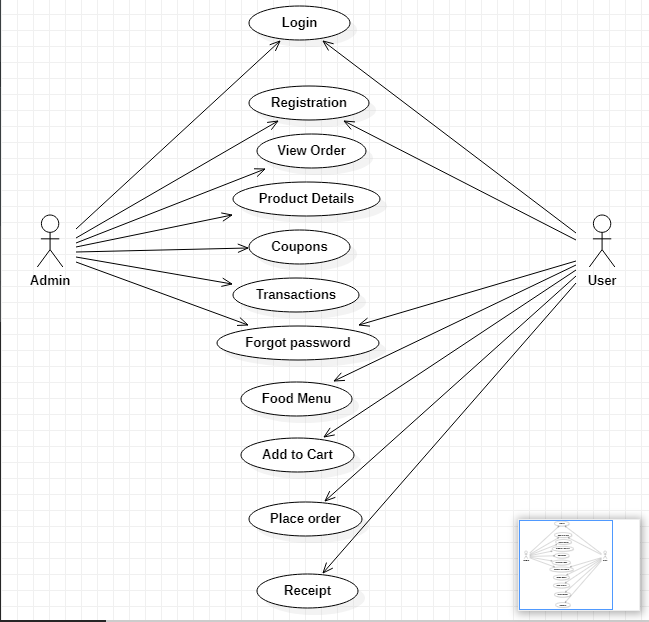 Login
Registration
View Order
Product Details
Coupons
Admin
User
Transactions
Forgot password
Food Menu
Add to Cart
Place order
Receipt